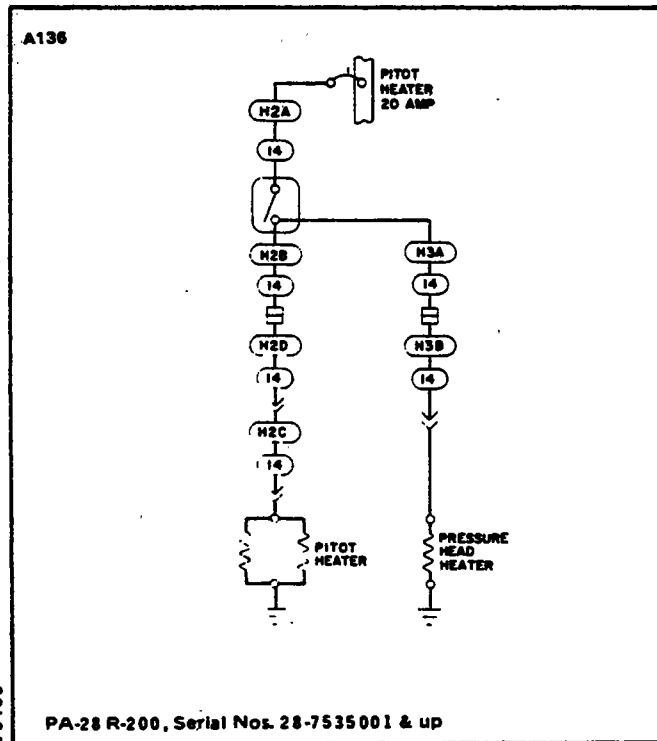 A136
PITOT
HEATER
20 AMP
H2A
14
H2B
H3A
14
14
H2D
H3B
14
14
H2C
14
PITOT
HEATER
PRESSURE
HEAD
HEATER
PA-28 R-200, Serial Nos. 28-7535001 & up